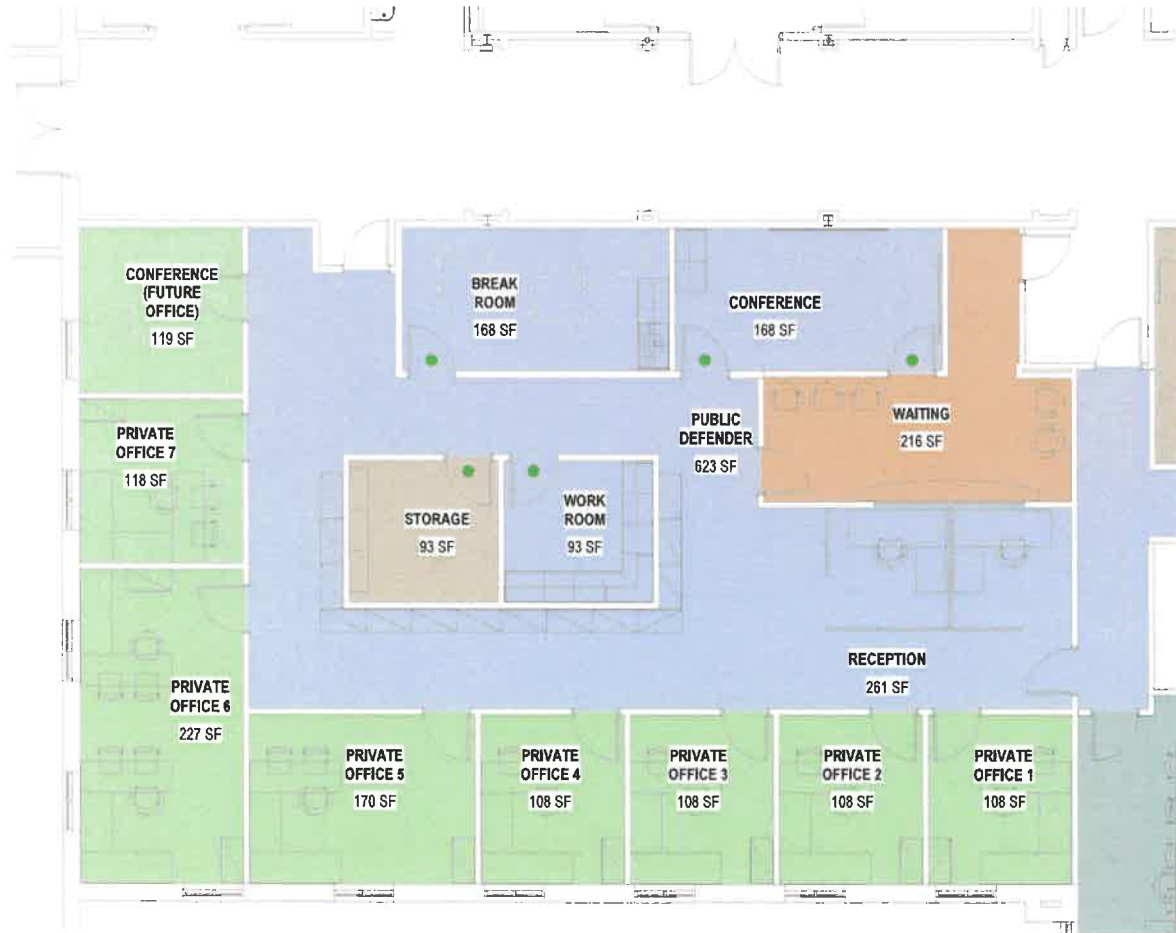 CONFERENCE
(FUTURE
OFFICE)
119 SF
BREAK
ROOM
168 SF
CONFERENCE
168 SF
PRIVATE
OFFICE 7
118 SF
PUBLIC
DEFENDER
623 SF
WAITING
216 SF
STORAGE
93 SF
WORK
ROOM
93 SF
PRIVATE
OFFICE 6
227 SF
RECEPTION
261 SF
PRIVATE
OFFICE 5
170 SF
PRIVATE
OFFICE 4
108 SF
PRIVATE
OFFICE 3
108 SF
PRIVATE
OFFICE 2
108 SF
PRIVATE
OFFICE 1
108 SF